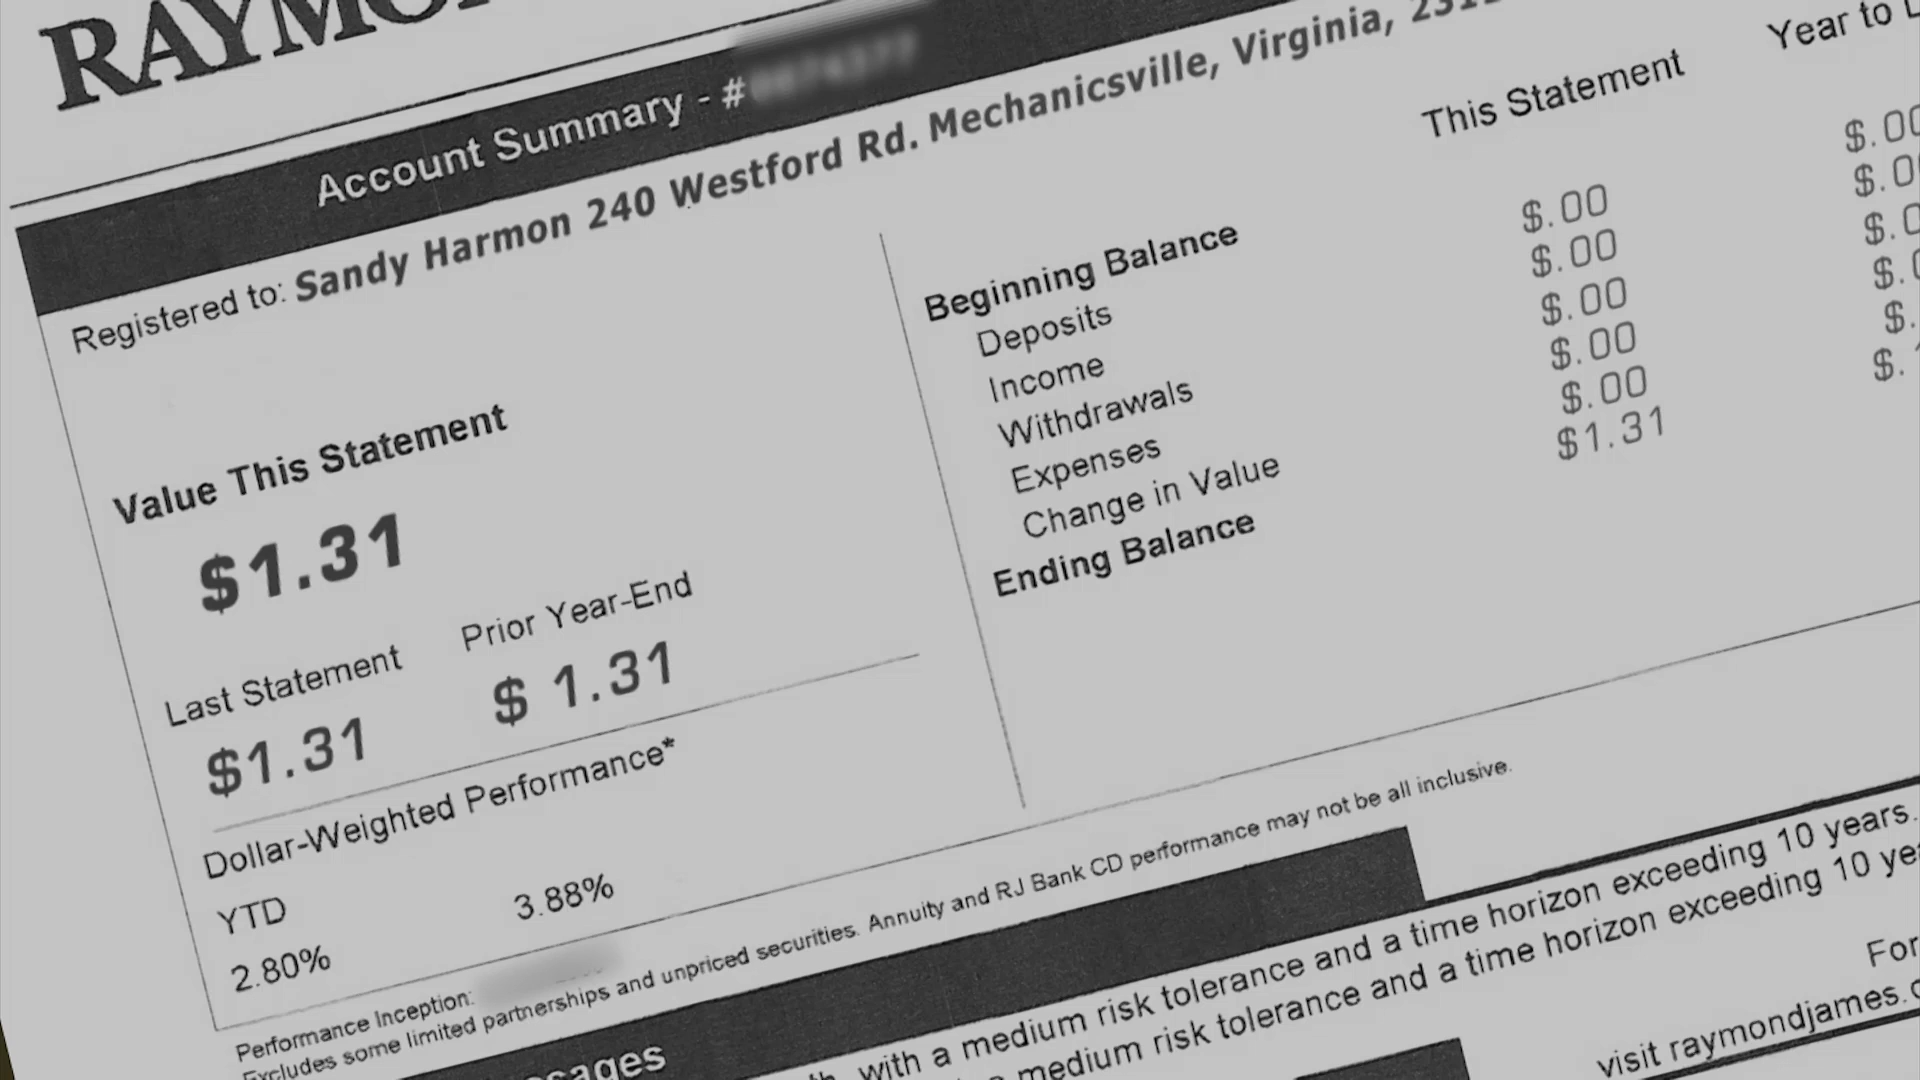 RAYMO
Account Summary - #
Registered to: Sandy Harmon 240 Westford Rd. Mechanicsville, Virginia,
Value This Statement
$1.31
Last Statement Prior Year-End
$1.31 $ 1.31
Dollar-Weighted Performance*
YTD
2.80% 3.88%
Performance Inception:
Excludes some limited partnerships and unpriced securities. Annuity and RJ Bank CD performance may not be all inclusive.
This Statement Year to
Beginning Balance $.00 $.00
Deposits $.00
Income $.00
Withdrawals $.00
Expenses $.00
Change in Value $1.31
Ending Balance
with a medium risk tolerance and a time horizon exceeding 10 years.
medium risk tolerance and a time horizon exceeding 10
For
visit raymondjames.